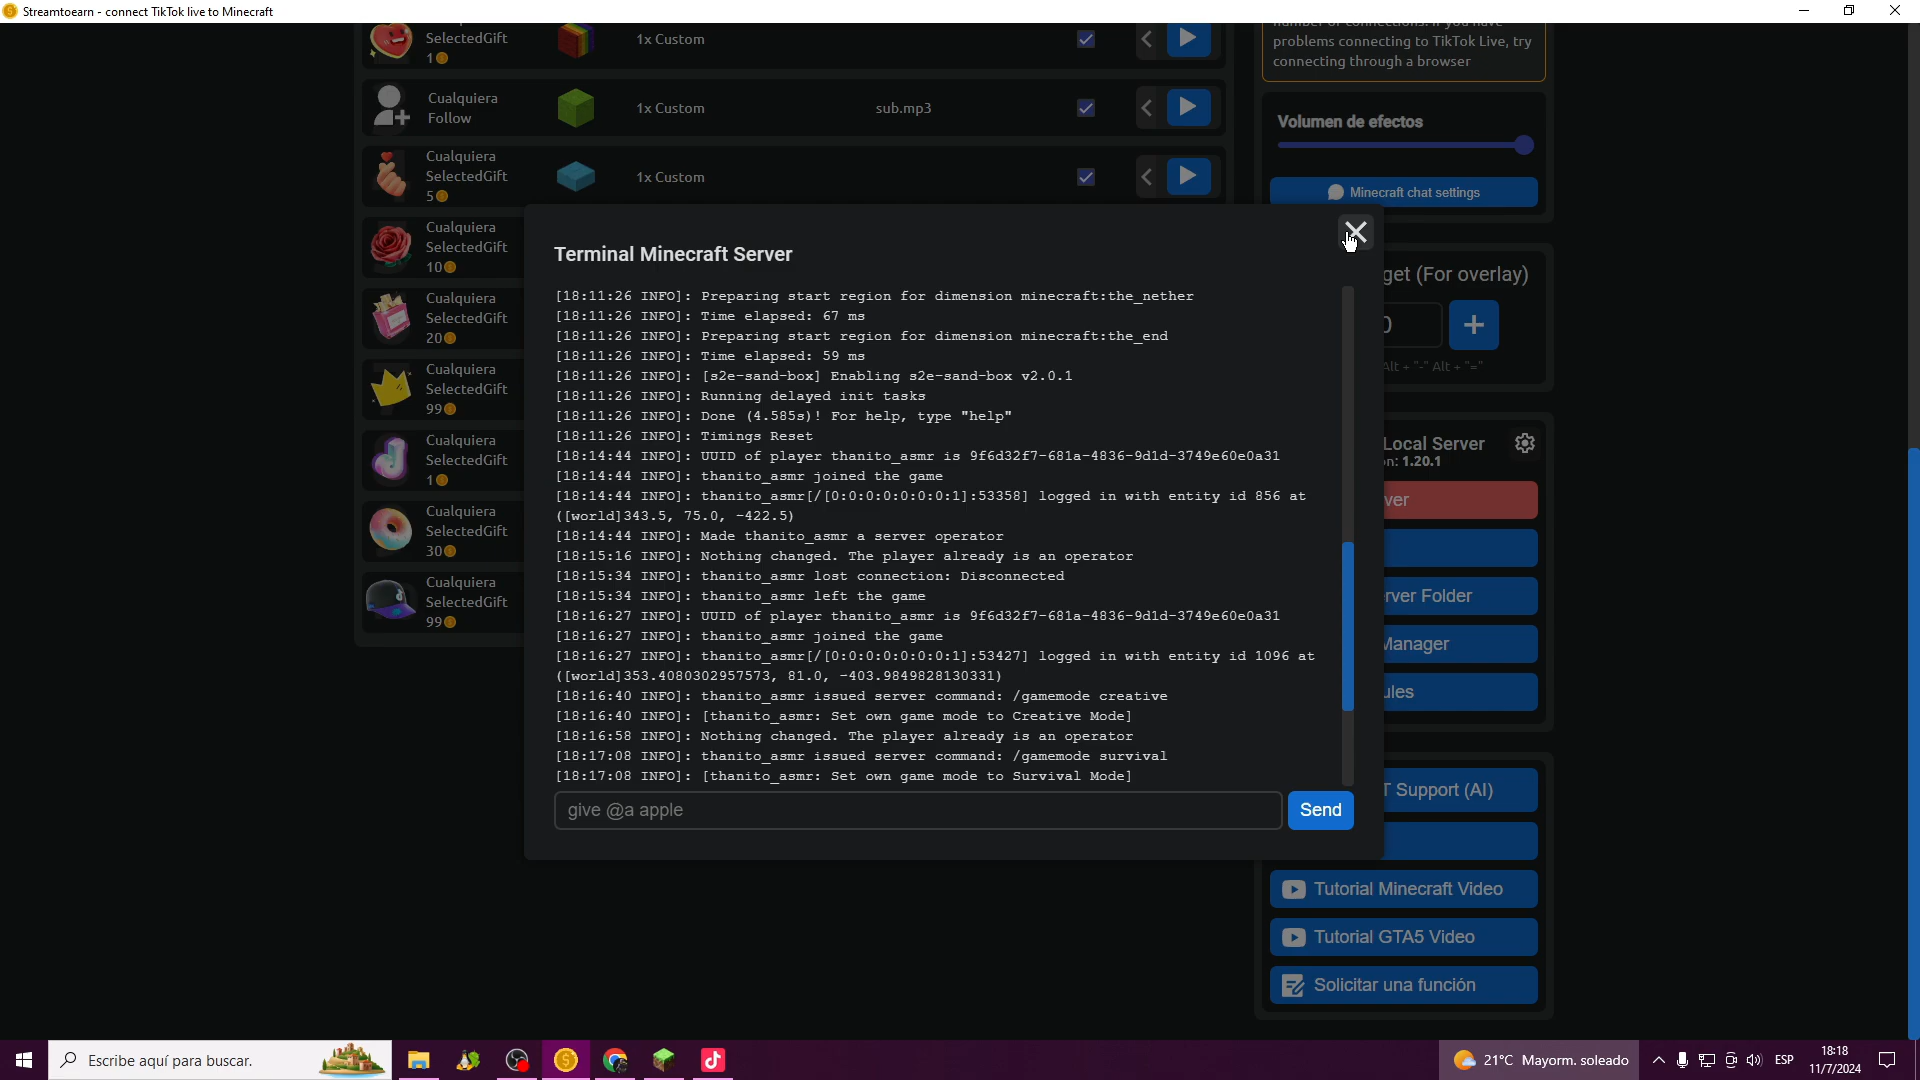 Streamtoearn - connect TikTok live to Minecraft
Cualquiera
SelectedGift
1
1x Custom
Cualquiera
Follow
1x Custom
sub.mp3
Cualquiera
SelectedGift
5
1x Custom
Cualquiera
SelectedGift
10
Cualquiera
SelectedGift
20
Cualquiera
SelectedGift
99
Cualquiera
SelectedGift
1
Cualquiera
SelectedGift
30
Cualquiera
SelectedGift
99
Terminal Minecraft Server
[18:11:26 INFO]: Preparing start region for dimension minecraft:the_nether
[18:11:26 INFO]: Time elapsed: 67 ms
[18:11:26 INFO]: Preparing start region for dimension minecraft:the_end
[18:11:26 INFO]: Time elapsed: 59 ms
[18:11:26 INFO]: [s2e-sand-box] Enabling s2e-sand-box v2.0.1
[18:11:26 INFO]: Running delayed init tasks
[18:11:26 INFO]: Done (4.585s)! For help, type "help"
[18:11:26 INFO]: Timings Reset
[18:14:44 INFO]: UUID of player thanito_asmr is 9f6d32f7-681a-4836-9d1d-3749e60e0a31
[18:14:44 INFO]: thanito_asmr joined the game
[18:14:44 INFO]: thanito_asmr[/[0:0:0:0:0:0:0:1]:53358] logged in with entity id 856 at
([world]343.5, 75.0, -422.5)
[18:14:44 INFO]: Made thanito_asmr a server operator
[18:15:16 INFO]: Nothing changed. The player already is an operator
[18:15:34 INFO]: thanito_asmr lost connection: Disconnected
[18:15:34 INFO]: thanito_asmr left the game
[18:16:27 INFO]: UUID of player thanito_asmr is 9f6d32f7-681a-4836-9d1d-3749e60e0a31
[18:16:27 INFO]: thanito_asmr joined the game
[18:16:27 INFO]: thanito_asmr[/[0:0:0:0:0:0:0:1]:53427] logged in with entity id 1096 at
([world]353.4080302957573, 81.0, -403.9849828130331)
[18:16:40 INFO]: thanito_asmr issued server command: /gamemode creative
[18:16:40 INFO]: [thanito_asmr: Set own game mode to Creative Mode]
[18:16:58 INFO]: Nothing changed. The player already is an operator
[18:17:08 INFO]: thanito_asmr issued server command: /gamemode survival
[18:17:08 INFO]: [thanito_asmr: Set own game mode to Survival Mode]
give @a apple
Send
problems connecting to TikTok Live, try
connecting through a browser
Volumen de efectos
Minecraft chat settings
get (For overlay)
0
+
Alt + "-" Alt + "="
Local Server
n: 1.20.1
ver
rver Folder
Manager
ules
T Support (AI)
Tutorial Minecraft Video
Tutorial GTA5 Video
Solicitar una función
Escribe aquí para buscar.
21°C Mayorm. soleado
ESP
18:18
11/7/2024